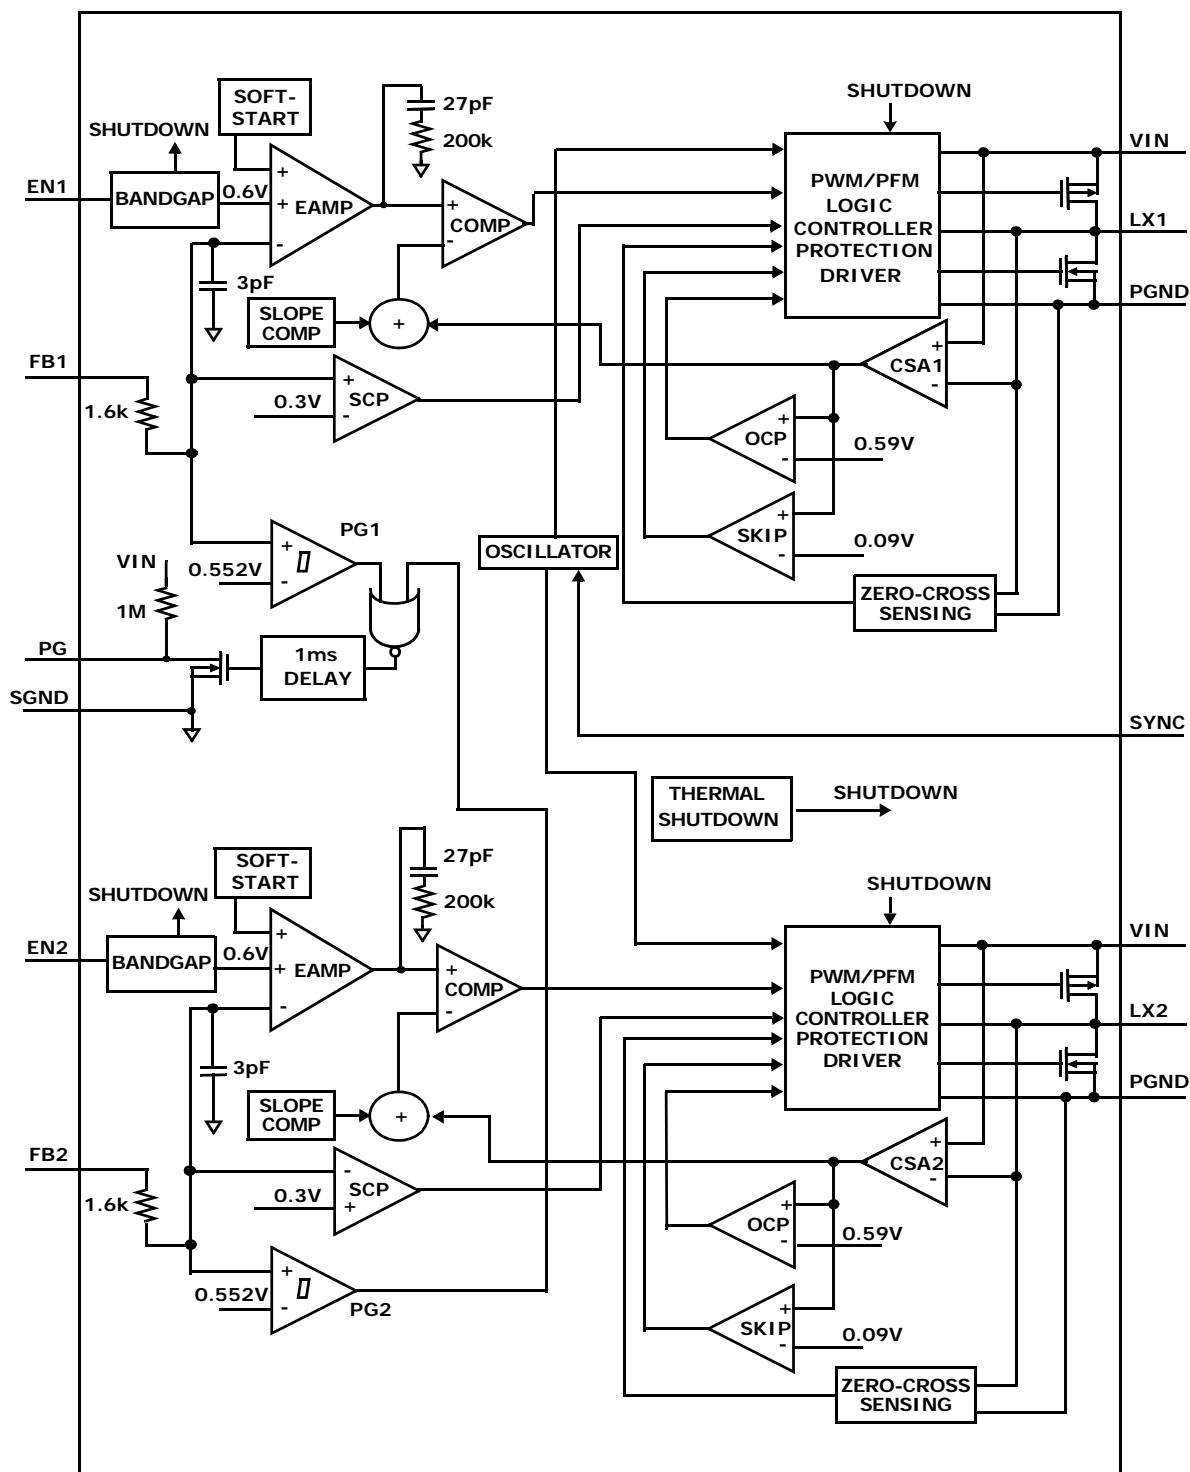 SHUTDOWN
SOFT-
START
27pF
200k
SHUTDOWN
VIN
EN1
BANDGAP
0.6V
+
+
-
EAMP
+
-
COMP
PWM/PFM
LOGIC
CONTROLLER
PROTECTION
DRIVER
LX1
3pF
SLOPE
COMP
+
PGND
FB1
1.6k
0.3V
+
-
SCP
+
-
CSA1
+
-
OCP
0.59V
PG1
+
-
SKIP
0.09V
VIN
0.552V
+
-
OSCILLATOR
1M
ZERO-CROSS
SENSING
PG
1ms
DELAY
SGND
SYNC
THERMAL
SHUTDOWN
SHUTDOWN
SOFT-
START
27pF
200k
SHUTDOWN
SHUTDOWN
VIN
EN2
BANDGAP
0.6V
+
+
-
EAMP
+
-
COMP
PWM/PFM
LOGIC
CONTROLLER
PROTECTION
DRIVER
LX2
3pF
SLOPE
COMP
+
PGND
FB2
1.6k
0.3V
-
+
SCP
+
-
CSA2
+
-
OCP
0.59V
0.552V
+
-
PG2
+
-
SKIP
0.09V
ZERO-CROSS
SENSING